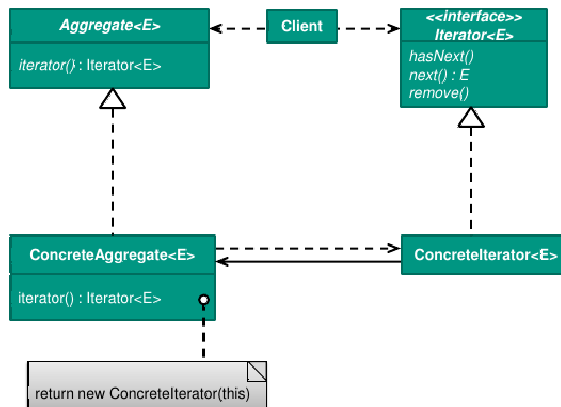 Aggregate<E>
iterator() : Iterator<E>
Client
<<interface>>
Iterator<E>
hasNext()
next() : E
remove()
ConcreteAggregate<E>
iterator() : Iterator<E>
ConcreteIterator<E>
return new ConcreteIterator(this)